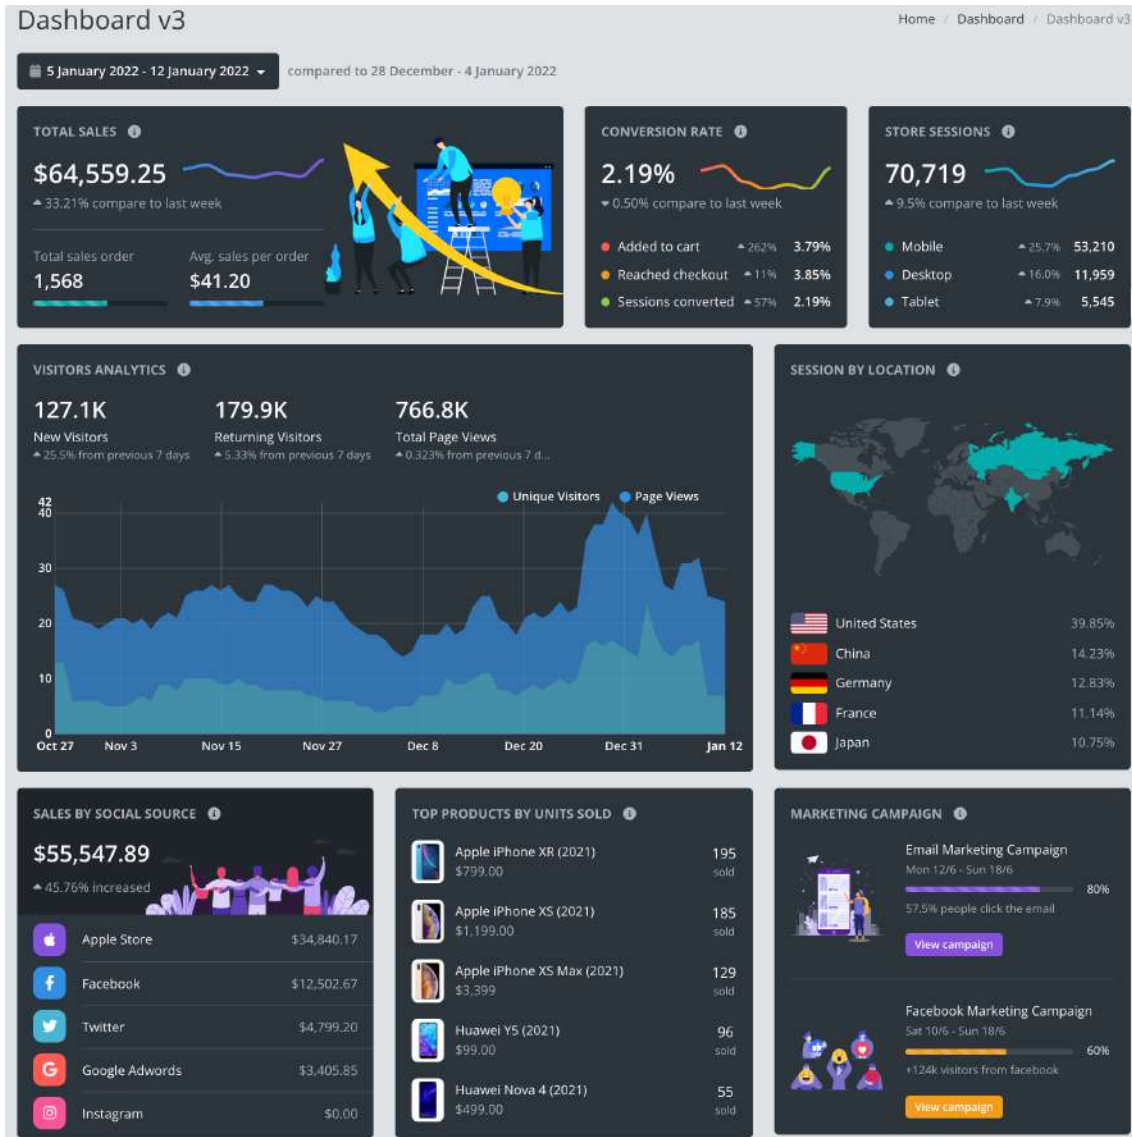 Dashboard v3
Home / Dashboard / Dashboard v3
5 January 2022 - 12 January 2022
compared to 28 December - 4 January 2022
TOTAL SALES
$64,559.25
33.21% compare to last week
Total sales order
1,568
Avg. sales per order
$41.20
CONVERSION RATE
2.19%
0.50% compare to last week
Added to cart 262% 3.79%
Reached checkout 11% 3.85%
Sessions converted 57% 2.19%
STORE SESSIONS
70,719
9.5% compare to last week
Mobile 25.7% 53,210
Desktop 16.0% 11,959
Tablet 7.9% 5,545
VISITORS ANALYTICS
127.1K
New Visitors
25.5% from previous 7 days
179.9K
Returning Visitors
5.33% from previous 7 days
766.8K
Total Page Views
0.323% from previous 7 d...
Unique Visitors Page Views
42
40
30
20
10
0
Oct 27 Nov 3 Nov 15 Nov 27 Dec 8 Dec 20 Dec 31 Jan 12
SESSION BY LOCATION
United States 39.85%
China 14.23%
Germany 12.83%
France 11.14%
Japan 10.75%
SALES BY SOCIAL SOURCE
$55,547.89
45.76% increased
Apple Store $34,840.17
Facebook $12,502.67
Twitter $4,799.20
Google Adwords $3,405.85
Instagram $0.00
TOP PRODUCTS BY UNITS SOLD
Apple iPhone XR (2021) 195
$799.00 sold
Apple iPhone XS (2021) 185
$1,199.00 sold
Apple iPhone XS Max (2021) 129
$3,399 sold
Huawei Y5 (2021) 96
$99.00 sold
Huawei Nova 4 (2021) 55
$499.00 sold
MARKETING CAMPAIGN
Email Marketing Campaign
Mon 12/6 - Sun 18/6
80%
57.5% people click the email
View campaign
Facebook Marketing Campaign
Sat 10/6 - Sun 18/6
60%
+124k visitors from facebook
View campaign